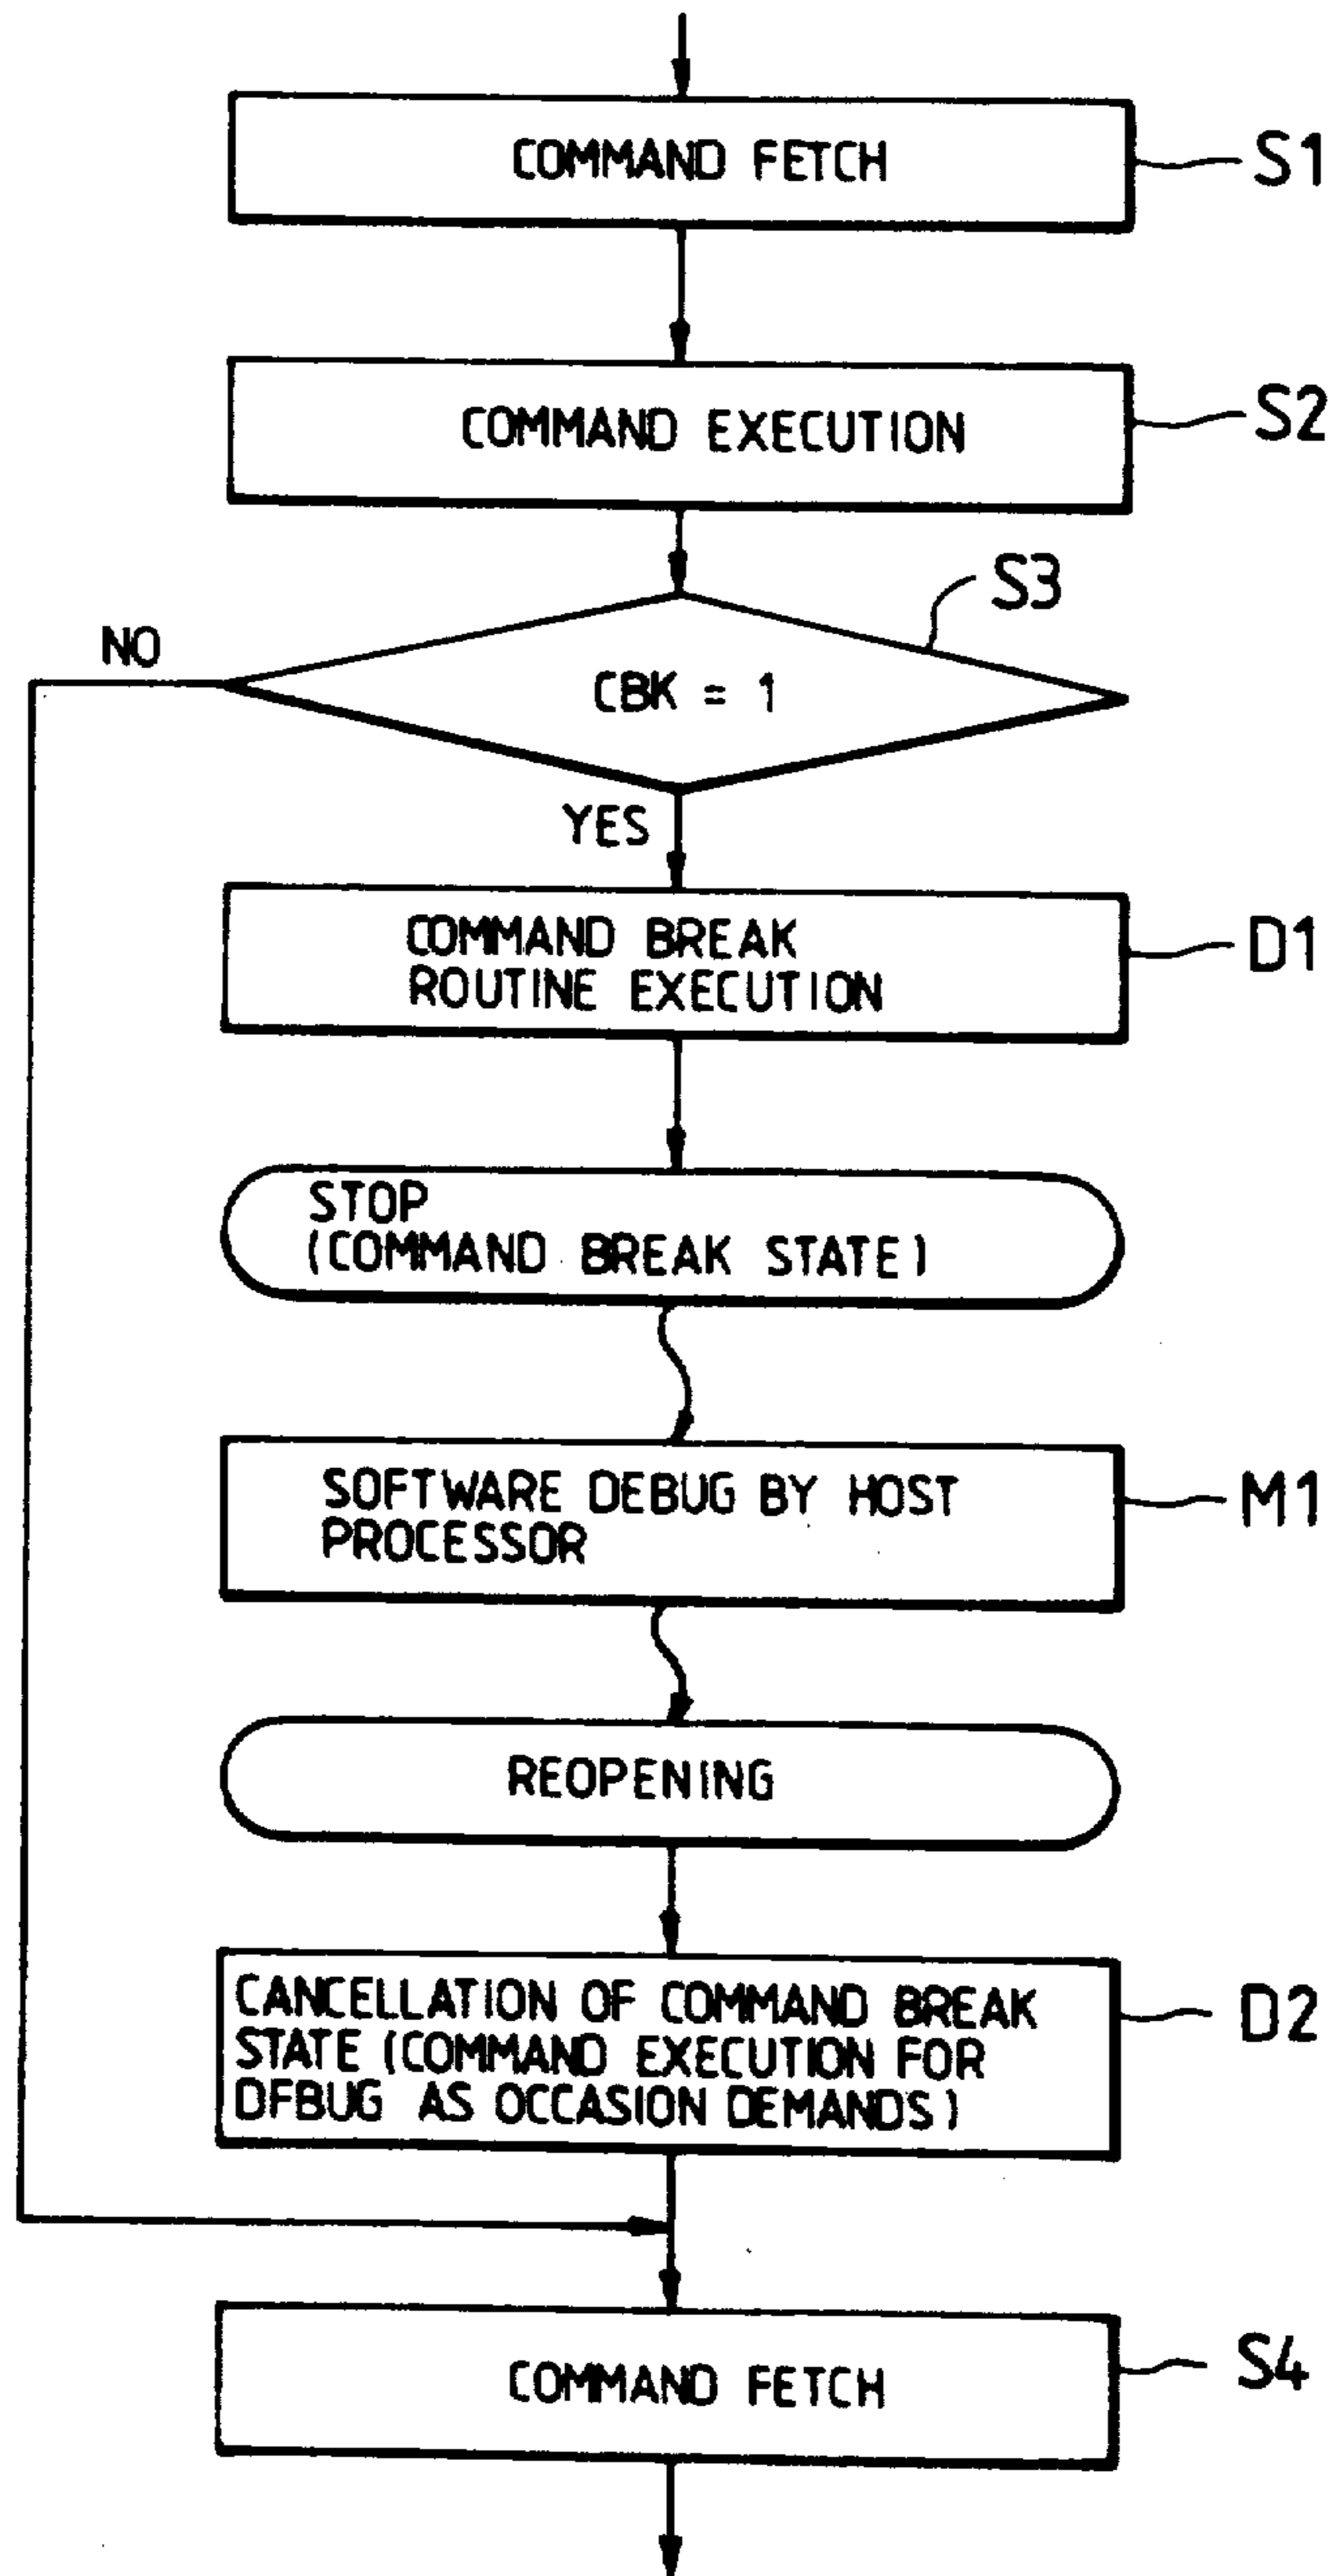 COMMAND FETCH
S1
COMMAND EXECUTION
S2
S3
NO
CBK = 1
YES
COMMAND BREAK
ROUTINE EXECUTION
D1
STOP
(COMMAND BREAK STATE)
SOFTWARE DEBUG BY HOST
PROCESSOR
M1
REOPENING
CANCELLATION OF COMMAND BREAK
STATE (COMMAND EXECUTION FOR
DFBUG AS OCCASION DEMANDS)
D2
COMMAND FETCH
S4